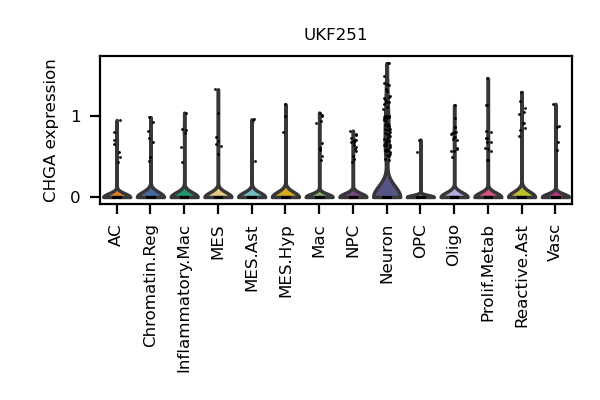 UKF251
CHGA expression
1
0
AC
Chromatin.Reg
Inflammatory.Mac
MES
MES.Ast
MES.Hyp
Mac
NPC
Neuron
OPC
Oligo
Prolif.Metab
Reactive.Ast
Vasc